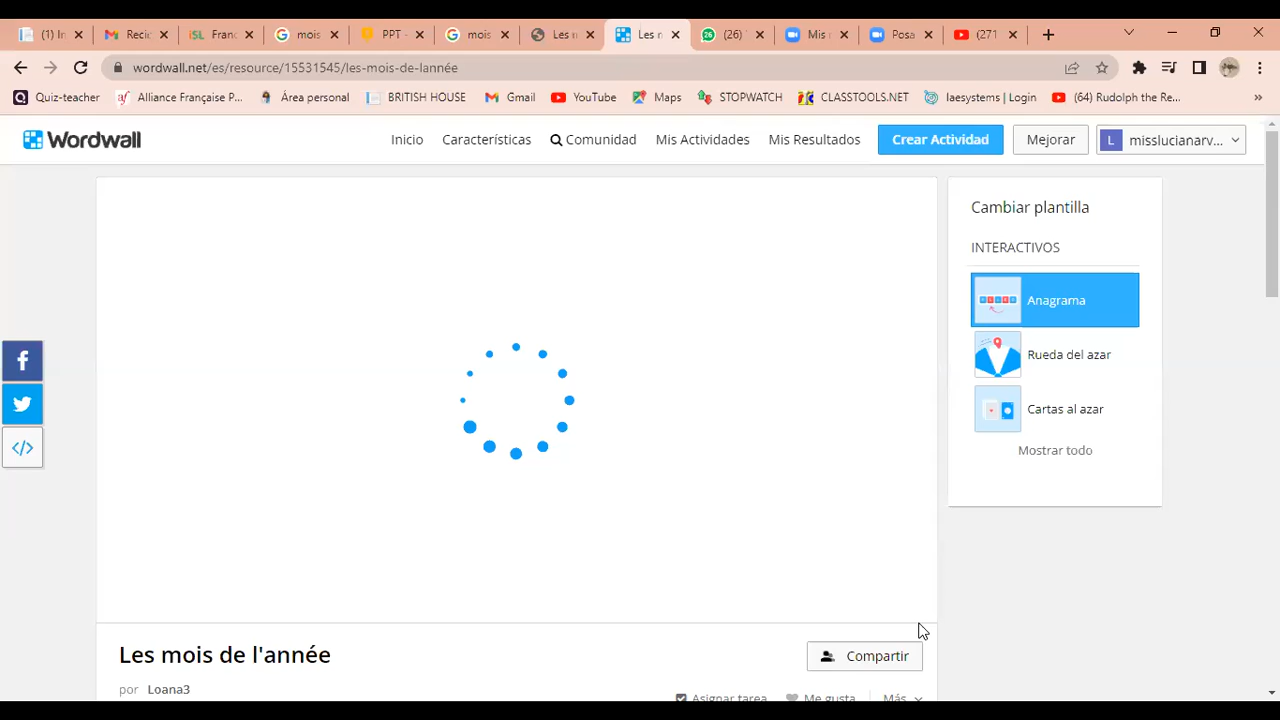 (1) In
Recib
Franc
mois
PPT -
mois
Les n
Les n
(26)
Mis
Posa
(271
wordwall.net/es/resource/15531545/les-mois-de-lannée
Quiz-teacher
Alliance Française P...
Área personal
BRITISH HOUSE
Gmail
YouTube
Maps
STOPWATCH
CLASSTOOLS.NET
Iaesystems | Login
(64) Rudolph the Re...
Wordwall
Inicio
Características
Comunidad
Mis Actividades
Mis Resultados
Crear Actividad
Mejorar
L
misslucianarv...
Cambiar plantilla
INTERACTIVOS
Anagrama
Rueda del azar
Cartas al azar
Mostrar todo
Les mois de l'année
Compartir
por Loana3
Asignar tarea
Me gusta
Más